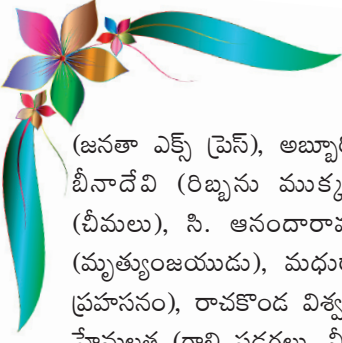 (జనతా ఎక్స్ ప్రెస్), అబ్బూరి
బీనాదేవి (రిబ్బను ముక్క
(చీమలు), సి. ఆనందారామ
(మృత్యుంజయుడు), మధుర
ప్రహసనం), రాచకొండ విశ్వ